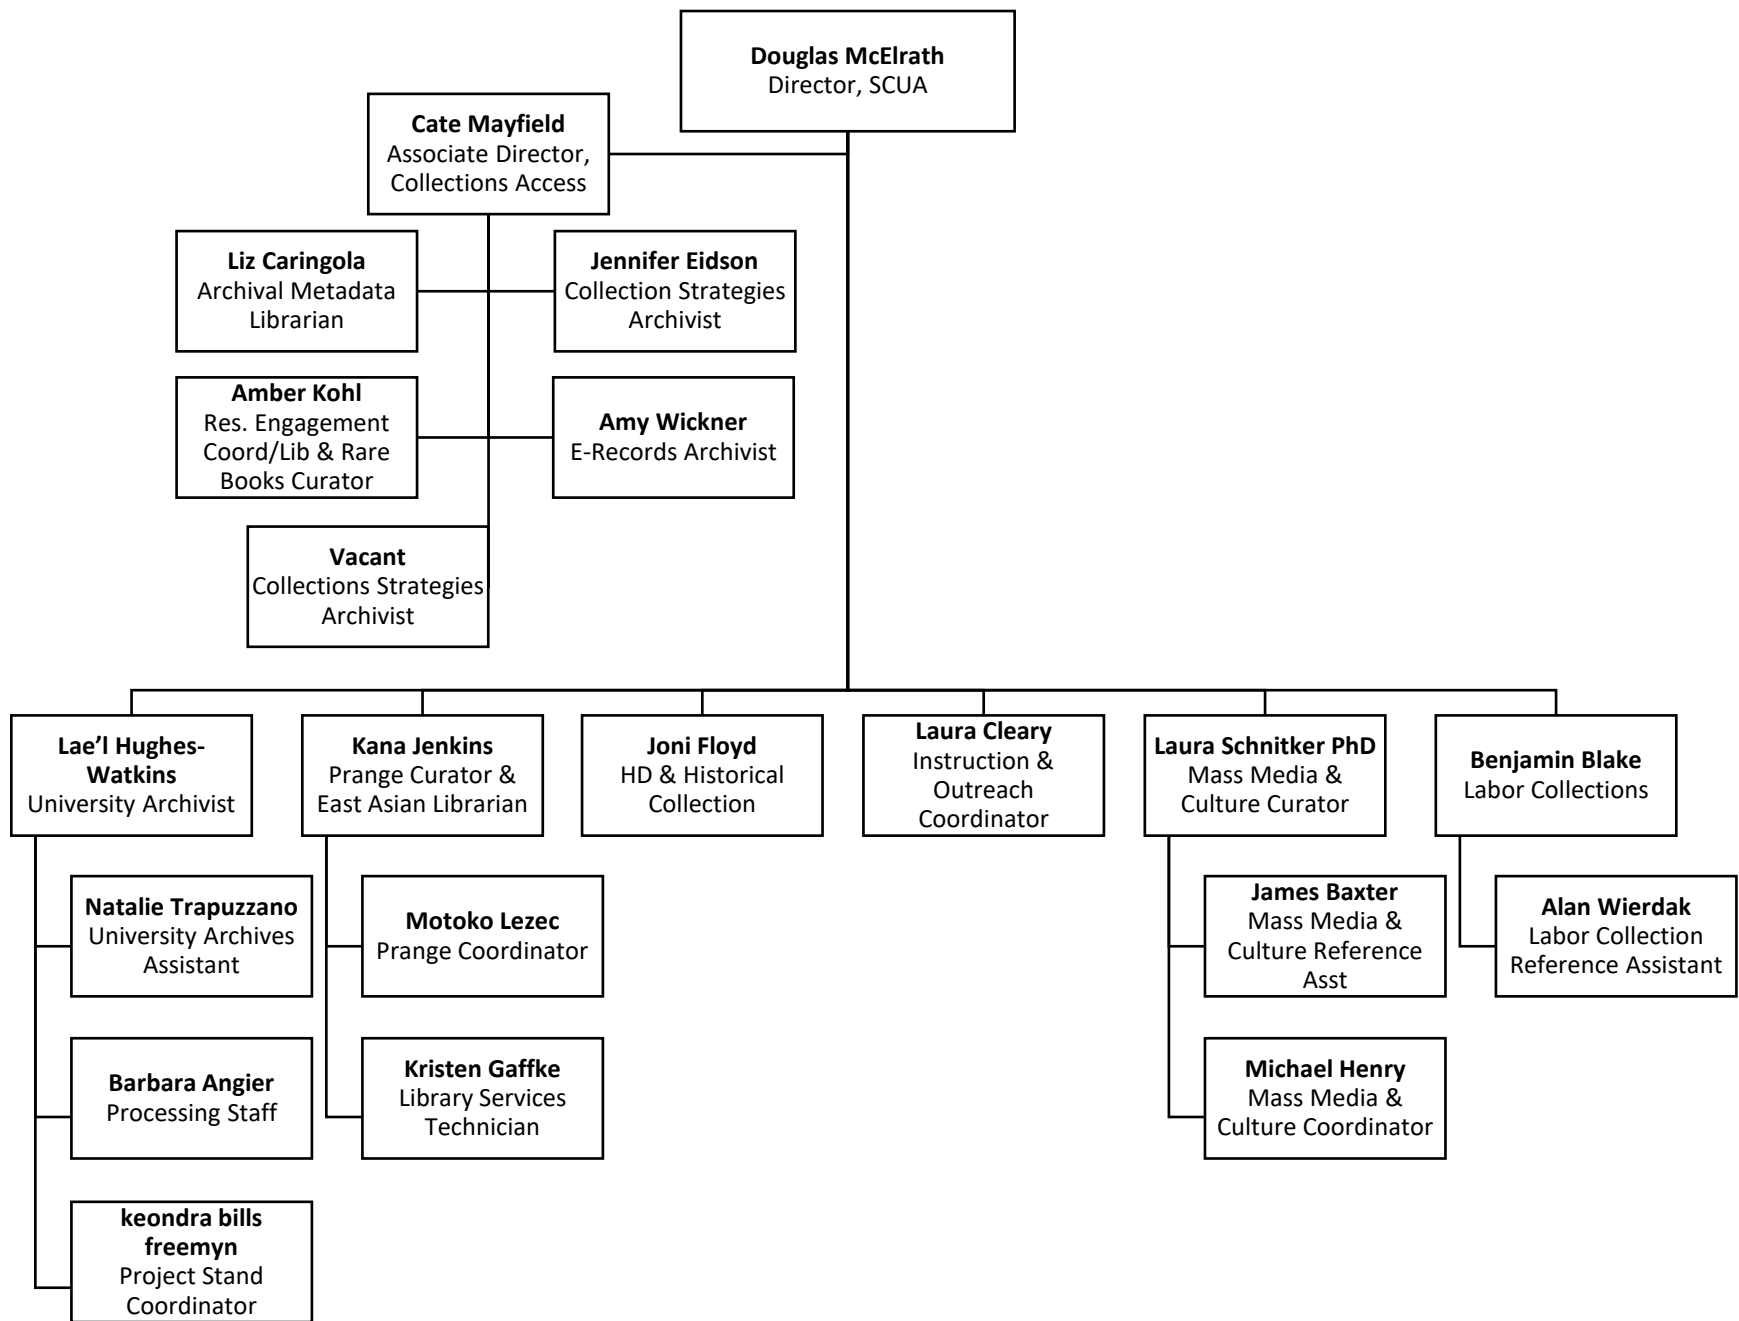 Douglas McElrath
Director, SCUA
Cate Mayfield
Associate Director,
Collections Access
Liz Caringola
Archival Metadata
Librarian
Jennifer Eidson
Collection Strategies
Archivist
Amber Kohl
Res. Engagement
Coord/Lib & Rare
Books Curator
Amy Wickner
E-Records Archivist
Vacant
Collections Strategies
Archivist
Lae’l Hughes-
Watkins
University Archivist
Kana Jenkins
Prange Curator &
East Asian Librarian
Joni Floyd
HD & Historical
Collection
Laura Cleary
Instruction &
Outreach
Coordinator
Laura Schnitker PhD
Mass Media &
Culture Curator
Benjamin Blake
Labor Collections
Natalie Trapuzzano
University Archives
Assistant
Motoko Lezec
Prange Coordinator
James Baxter
Mass Media &
Culture Reference
Asst
Alan Wierdak
Labor Collection
Reference Assistant
Barbara Angier
Processing Staff
Kristen Gaffke
Library Services
Technician
Michael Henry
Mass Media &
Culture Coordinator
keondra bills
freemyn
Project Stand
Coordinator